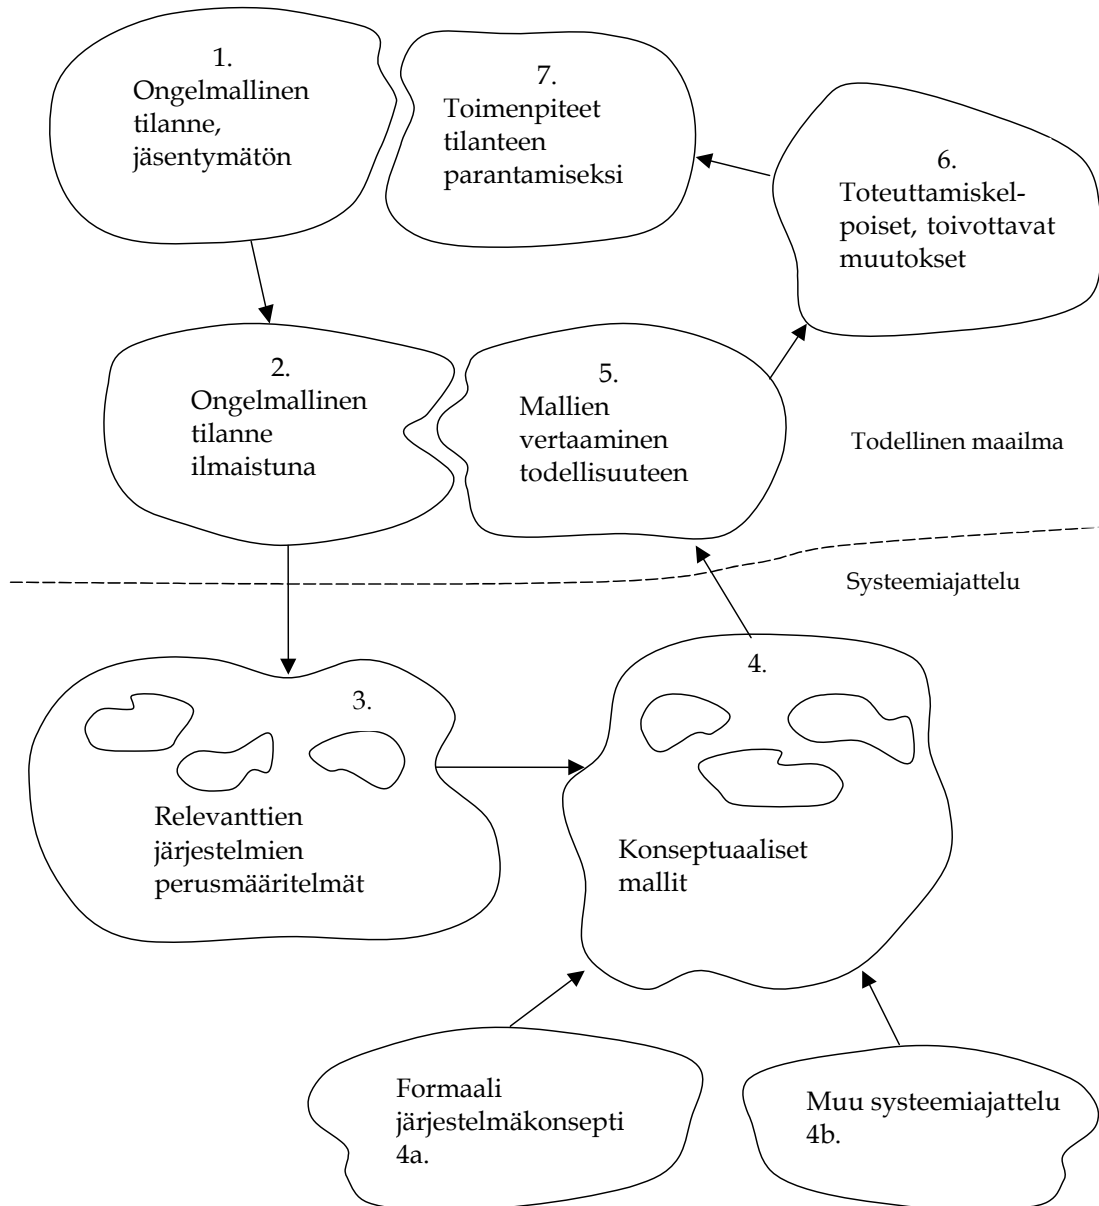 1.
Ongelmallinen
tilanne,
jäsentymätön
7.
Toimenpiteet
tilanteen
parantamiseksi
6.
Toteuttamiskel-
poiset, toivottavat
muutokset
2.
Ongelmallinen
tilanne
ilmaistuna
5.
Mallien
vertaaminen
todellisuuteen
Todellinen maailma
Systeemiajattelu
3.
Relevanttien
järjestelmien
perusmääritelmät
4.
Konseptuaaliset
mallit
Formaali
järjestelmäkonsepti
4a.
Muu systeemiajattelu
4b.